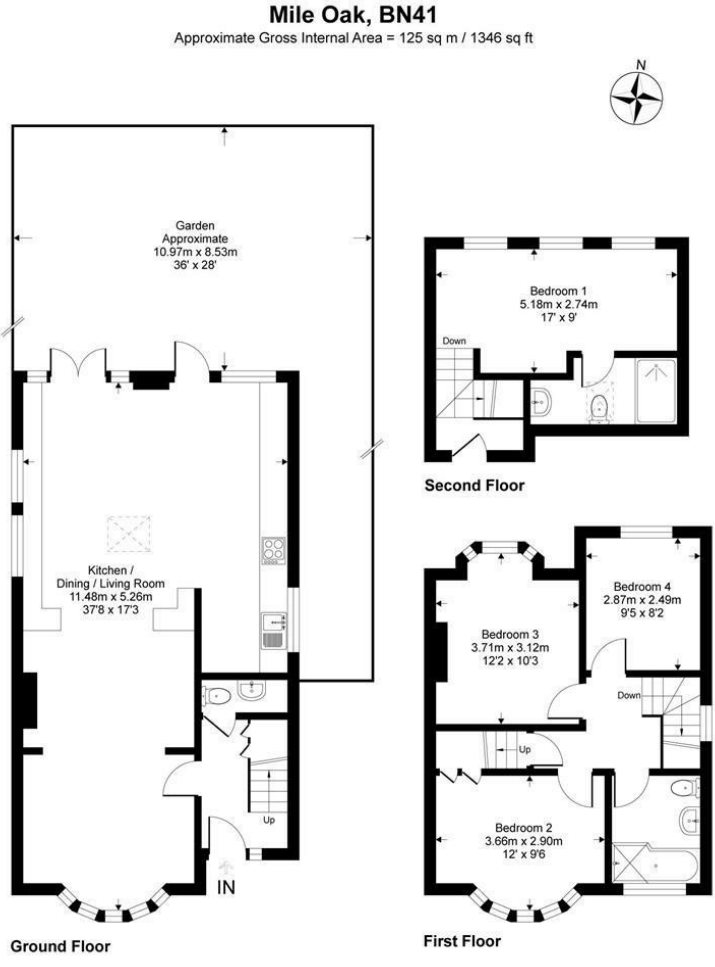 Mile Oak, BN41
Approximate Gross Internal Area = 125 sq m / 1346 sq ft
N
Garden
Approximate
10.97m x 8.53m
36' x 28'
Kitchen /
Dining / Living Room
11.48m x 5.26m
37'8 x 17'3
Up
IN
Ground Floor
Bedroom 1
5.18m x 2.74m
17' x 9'
Down
Second Floor
Bedroom 4
2.87m x 2.49m
9'5 x 8'2
Bedroom 3
3.71m x 3.12m
12'2 x 10'3
Down
Up
Bedroom 2
3.66m x 2.90m
12' x 9'6
First Floor